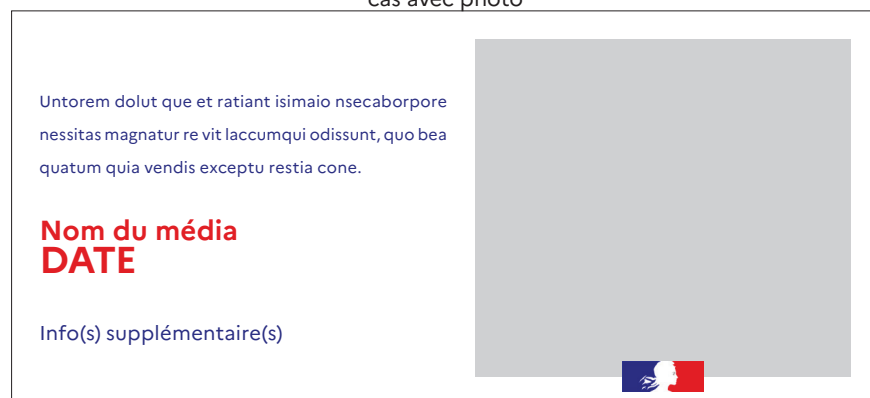 cas avec photo
Untorem dolut que et ratiant isimaio nsecaborpore
nessitas magnatur re vit laccumqui odissunt, quo bea
quatum quia vendis exceptu restia cone.
Nom du média
DATE
Info(s) supplémentaire(s)